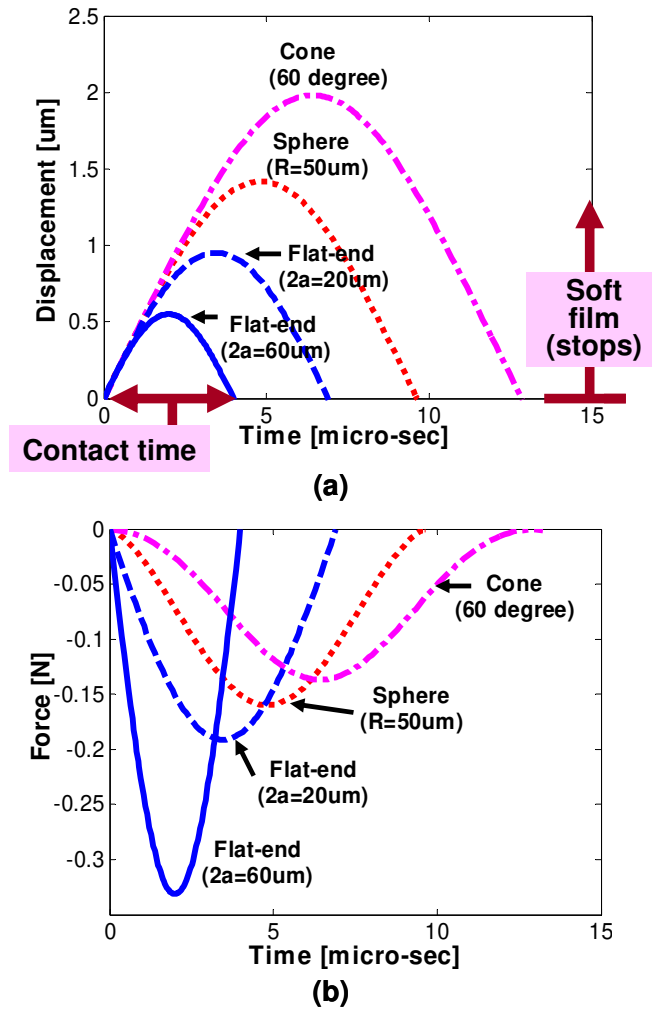 2.5
2
1.5
1
0.5
0
Displacement [um]
Cone
(60 degree)
Sphere
(R=50um)
Flat-end
(2a=20um)
Flat-end
(2a=60um)
Soft
film
(stops)
0
5
10
15
Time [micro-sec]
Contact time
(a)
0
-0.05
-0.1
-0.15
-0.2
-0.25
-0.3
Force [N]
Cone
(60 degree)
Sphere
(R=50um)
Flat-end
(2a=20um)
Flat-end
(2a=60um)
0
5
10
15
Time [micro-sec]
(b)